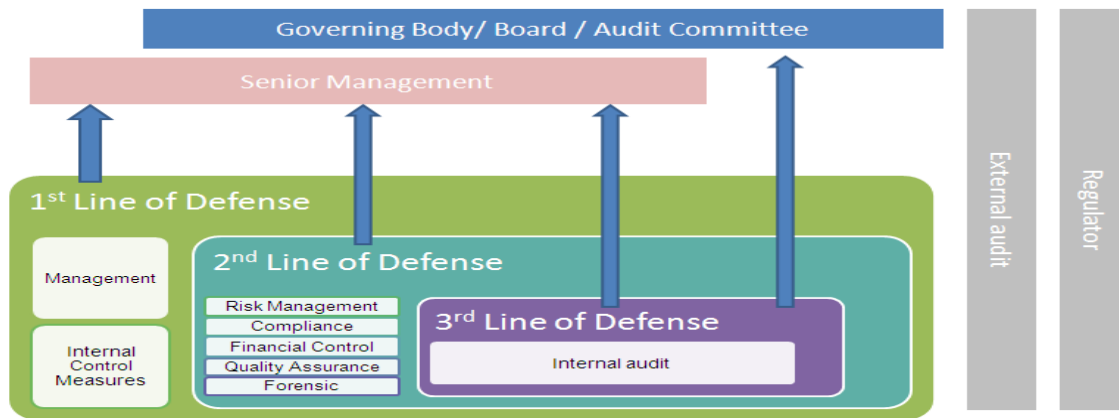 Governing Body/ Board / Audit Committee
Senior Management
1st Line of Defense
Management
Internal
Control
Measures
2nd Line of Defense
Risk Management
Compliance
Financial Control
Quality Assurance
Forensic
3rd Line of Defense
Internal audit
External audit
Regulator